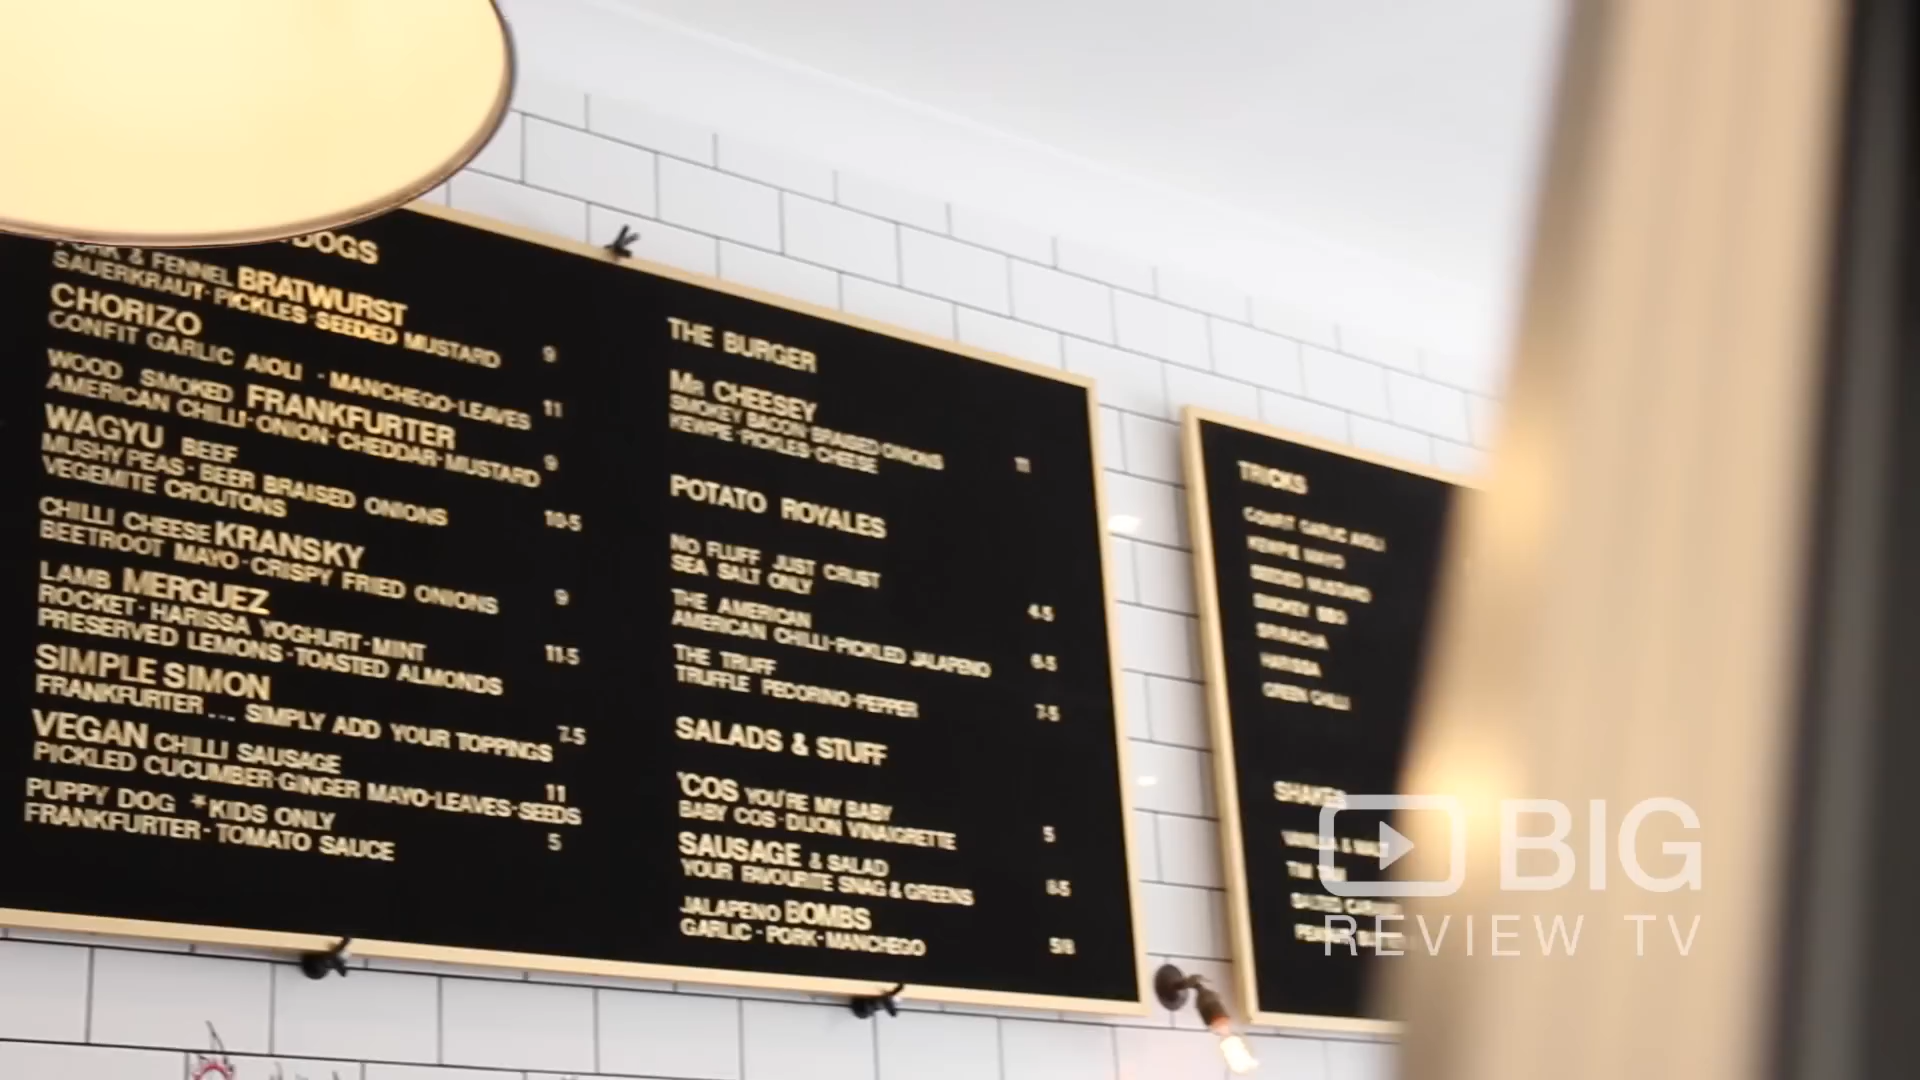 DOGS
PORK & FENNEL BRATWURST
SAUERKRAUT·PICKLES·SEEDED MUSTARD 9
CHORIZO
CONFIT GARLIC AIOLI ·MANCHEGO·LEAVES 11
WOOD SMOKED FRANKFURTER
AMERICAN CHILLI·ONION·CHEDDAR·MUSTARD 9
WAGYU BEEF
MUSHY PEAS·BEER BRAISED ONIONS
VEGEMITE CROUTONS 10·5
CHILLI CHEESE KRANSKY
BEETROOT MAYO·CRISPY FRIED ONIONS 9
LAMB MERGUEZ
ROCKET·HARISSA YOGHURT·MINT
PRESERVED LEMONS·TOASTED ALMONDS 11·5
SIMPLE SIMON
FRANKFURTER ... SIMPLY ADD YOUR TOPPINGS 7.5
VEGAN CHILLI SAUSAGE
PICKLED CUCUMBER·GINGER MAYO·LEAVES·SEEDS 11
PUPPY DOG *KIDS ONLY
FRANKFURTER·TOMATO SAUCE 5
THE BURGER
MR CHEESEY
SMOKEY BACON BRAISED ONIONS
KEWPIE·PICKLES·CHEESE 11
POTATO ROYALES
NO FLUFF JUST CRUST
SEA SALT ONLY 4·5
THE AMERICAN
AMERICAN CHILLI·PICKLED JALAPENO 6·5
THE TRUFF
TRUFFLE PECORINO·PEPPER 7·5
SALADS & STUFF
'COS YOU'RE MY BABY
BABY COS·DIJON VINAIGRETTE 5
SAUSAGE & SALAD
YOUR FAVOURITE SNAG & GREENS 8·5
JALAPENO BOMBS
GARLIC·PORK·MANCHEGO 5/8
TRICKS
CONFIT GARLIC AIOLI
KEWPIE MAYO
SEEDED MUSTARD
SMOKEY BBQ
SRIRACHA
HARISSA
GREEN CHILLI
SHAKES
VANILLA & MALT
TIM TAM
SALTED
BIG
REVIEW TV